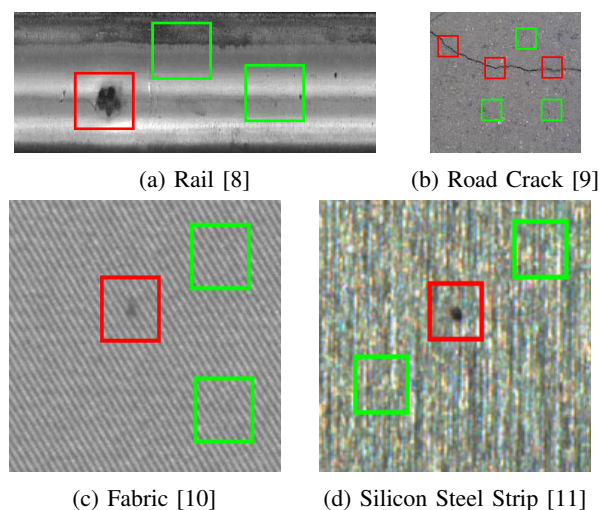 (a) Rail [8]
(b) Road Crack [9]
(c) Fabric [10]
(d) Silicon Steel Strip [11]